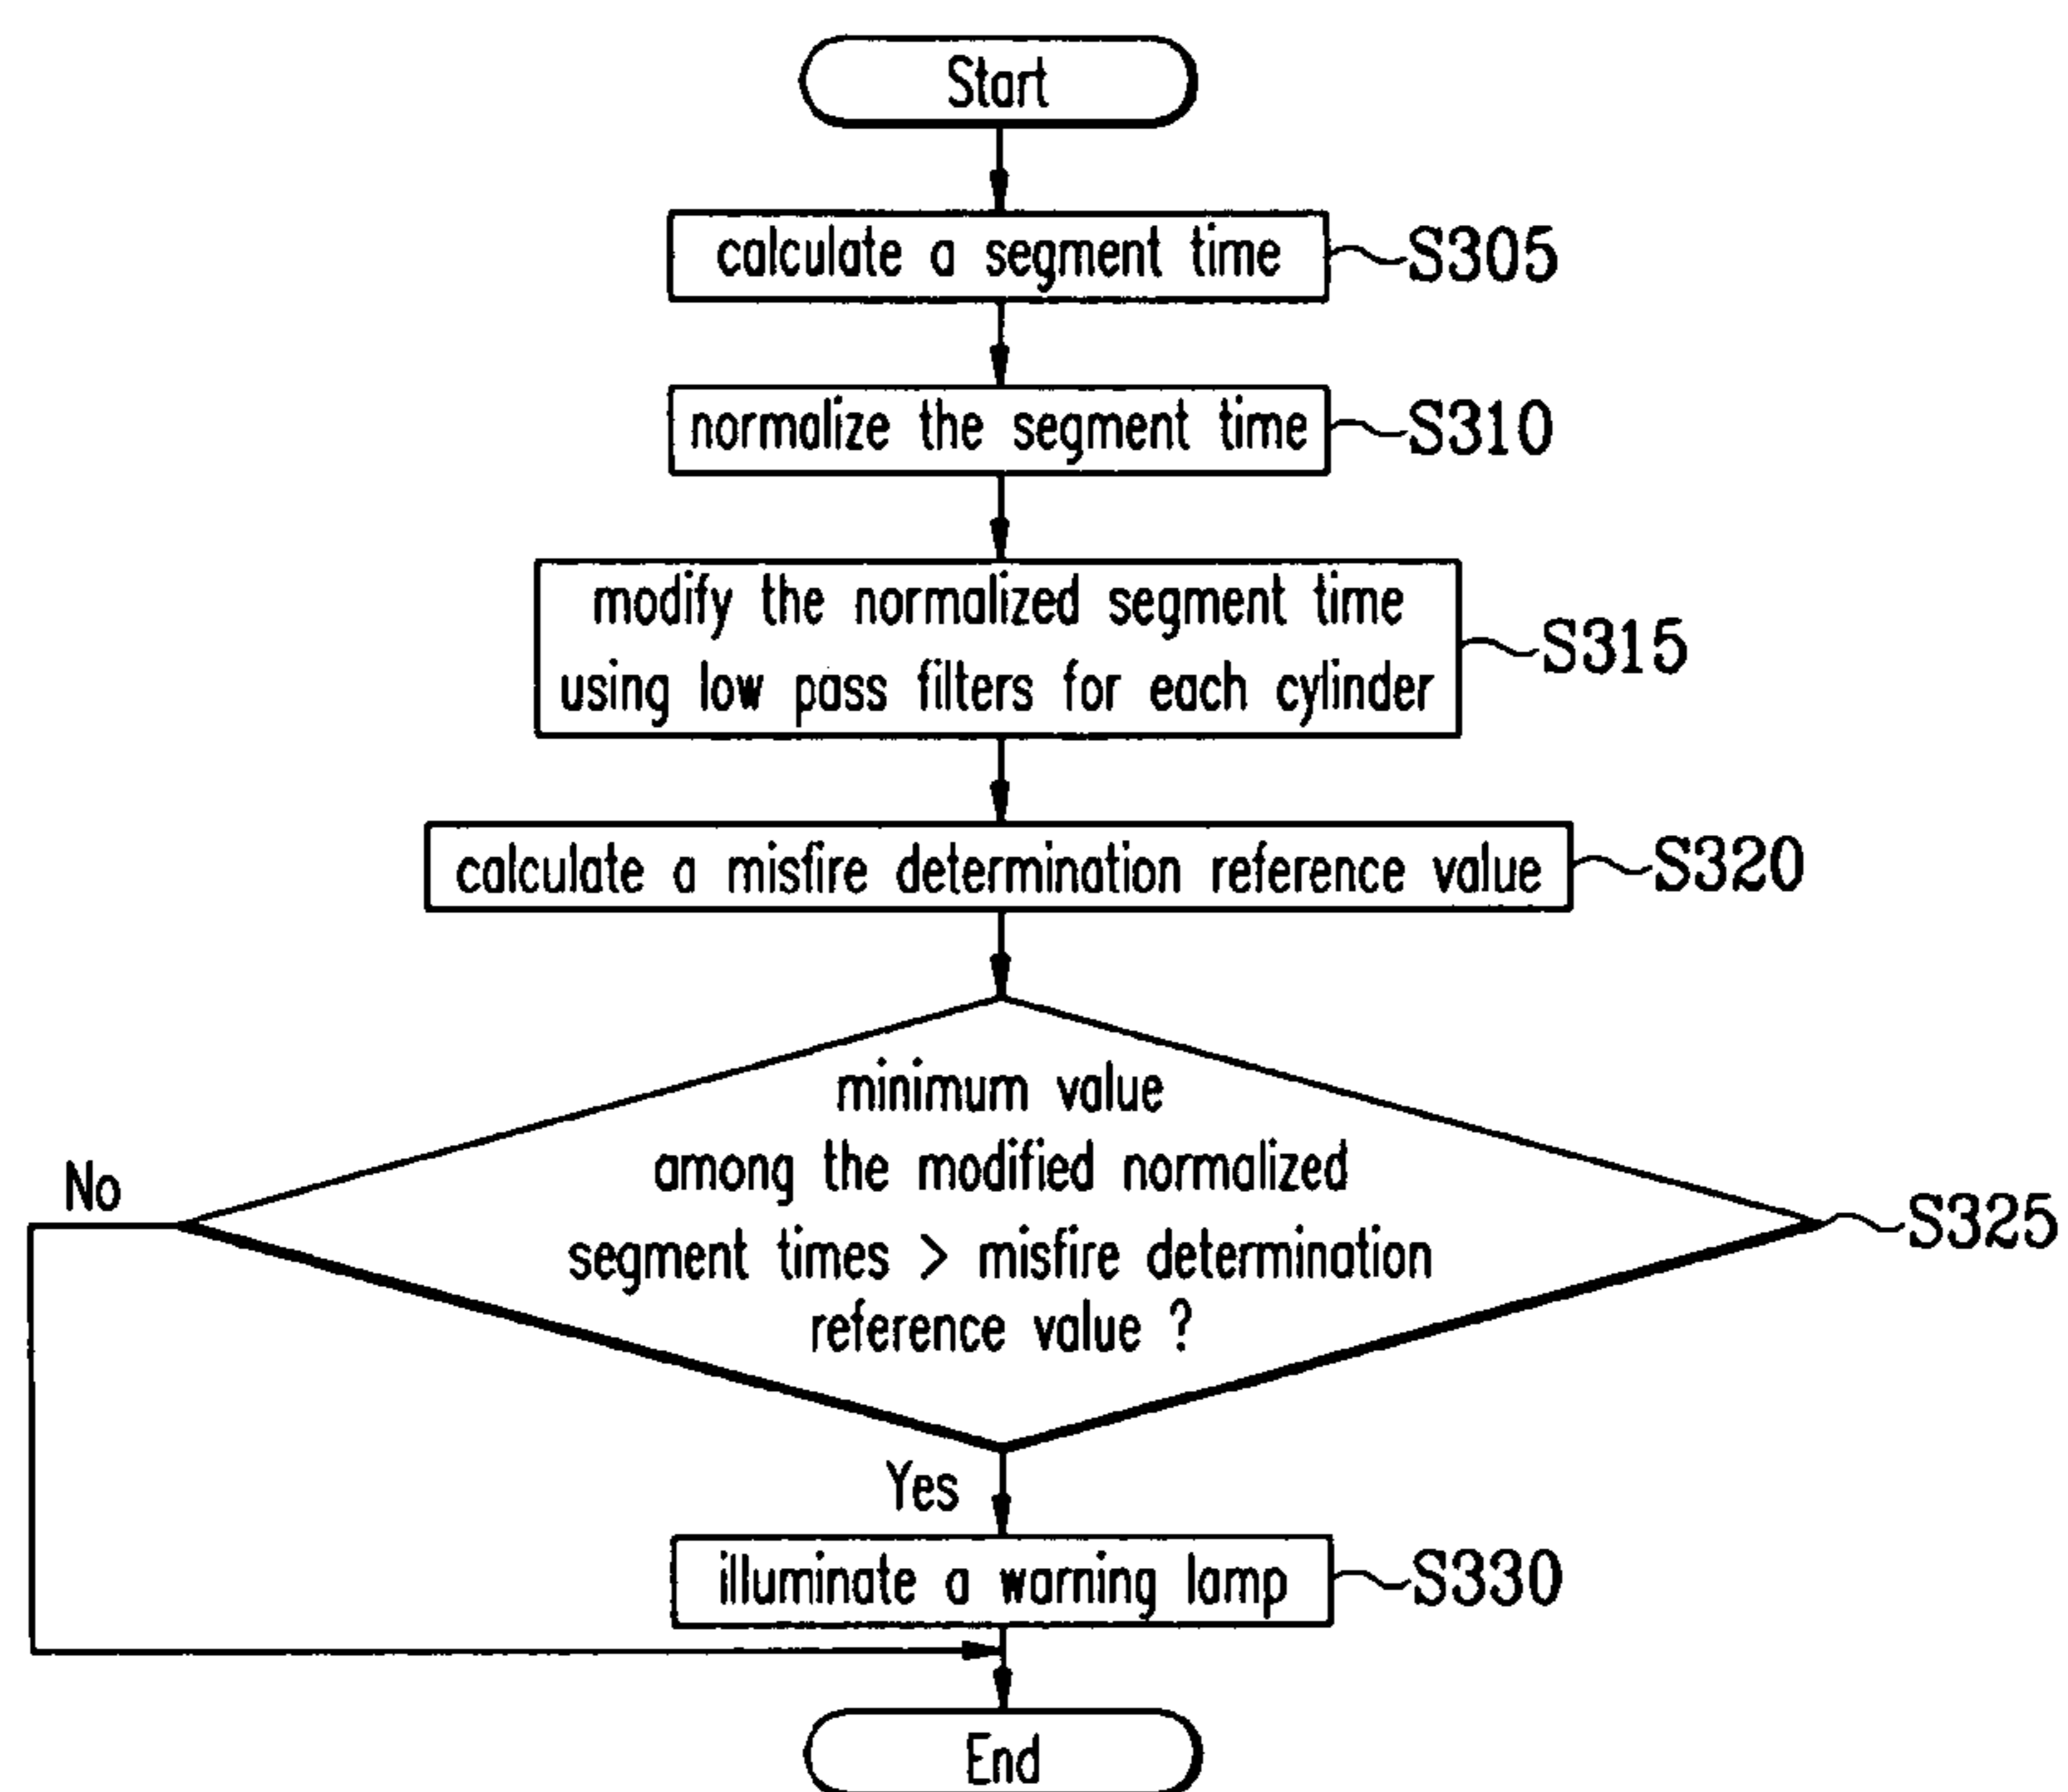 Start
calculate a segment time
S305
normalize the segment time
S310
modify the normalized segment time
using low pass filters for each cylinder
S315
calculate a misfire determination reference value
S320
minimum value
among the modified normalized
segment times > misfire determination
reference value ?
S325
No
Yes
illuminate a warning lamp
S330
End